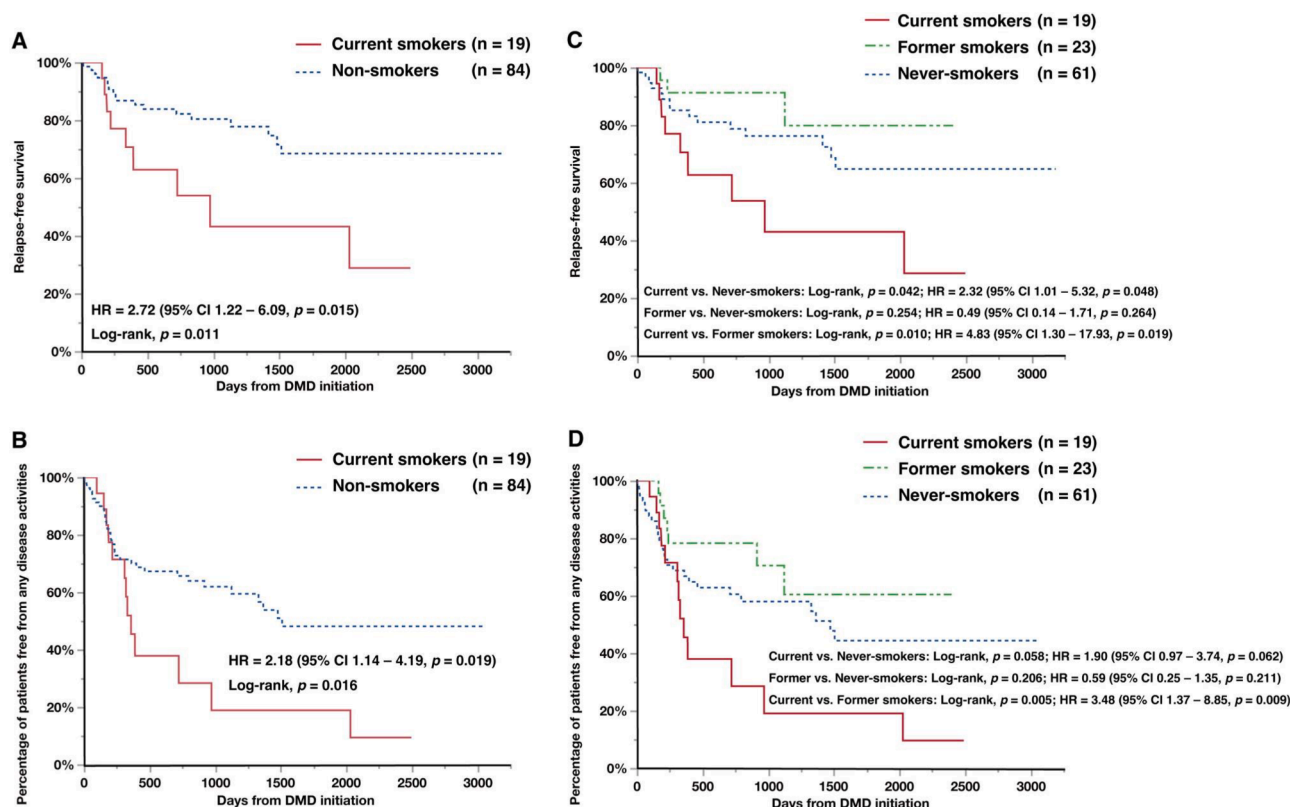 A
Current smokers (n = 19)
Non-smokers (n = 84)
Relapse-free survival
100%
80%
60%
40%
20%
0%
HR = 2.72 (95% CI 1.22 – 6.09, p = 0.015)
Log-rank, p = 0.011
0 500 1000 1500 2000 2500 3000
Days from DMD initiation
C
Current smokers (n = 19)
Former smokers (n = 23)
Never-smokers (n = 61)
Relapse-free survival
100%
80%
60%
40%
20%
0%
Current vs. Never-smokers: Log-rank, p = 0.042; HR = 2.32 (95% CI 1.01 – 5.32, p = 0.048)
Former vs. Never-smokers: Log-rank, p = 0.254; HR = 0.49 (95% CI 0.14 – 1.71, p = 0.264)
Current vs. Former smokers: Log-rank, p = 0.010; HR = 4.83 (95% CI 1.30 – 17.93, p = 0.019)
0 500 1000 1500 2000 2500 3000
Days from DMD initiation
B
Current smokers (n = 19)
Non-smokers (n = 84)
Percentage of patients free from any disease activities
100%
80%
60%
40%
20%
0%
HR = 2.18 (95% CI 1.14 – 4.19, p = 0.019)
Log-rank, p = 0.016
0 500 1000 1500 2000 2500 3000
Days from DMD initiation
D
Current smokers (n = 19)
Former smokers (n = 23)
Never-smokers (n = 61)
Percentage of patients free from any disease activities
100%
80%
60%
40%
20%
0%
Current vs. Never-smokers: Log-rank, p = 0.058; HR = 1.90 (95% CI 0.97 – 3.74, p = 0.062)
Former vs. Never-smokers: Log-rank, p = 0.206; HR = 0.59 (95% CI 0.25 – 1.35, p = 0.211)
Current vs. Former smokers: Log-rank, p = 0.005; HR = 3.48 (95% CI 1.37 – 8.85, p = 0.009)
0 500 1000 1500 2000 2500 3000
Days from DMD initiation